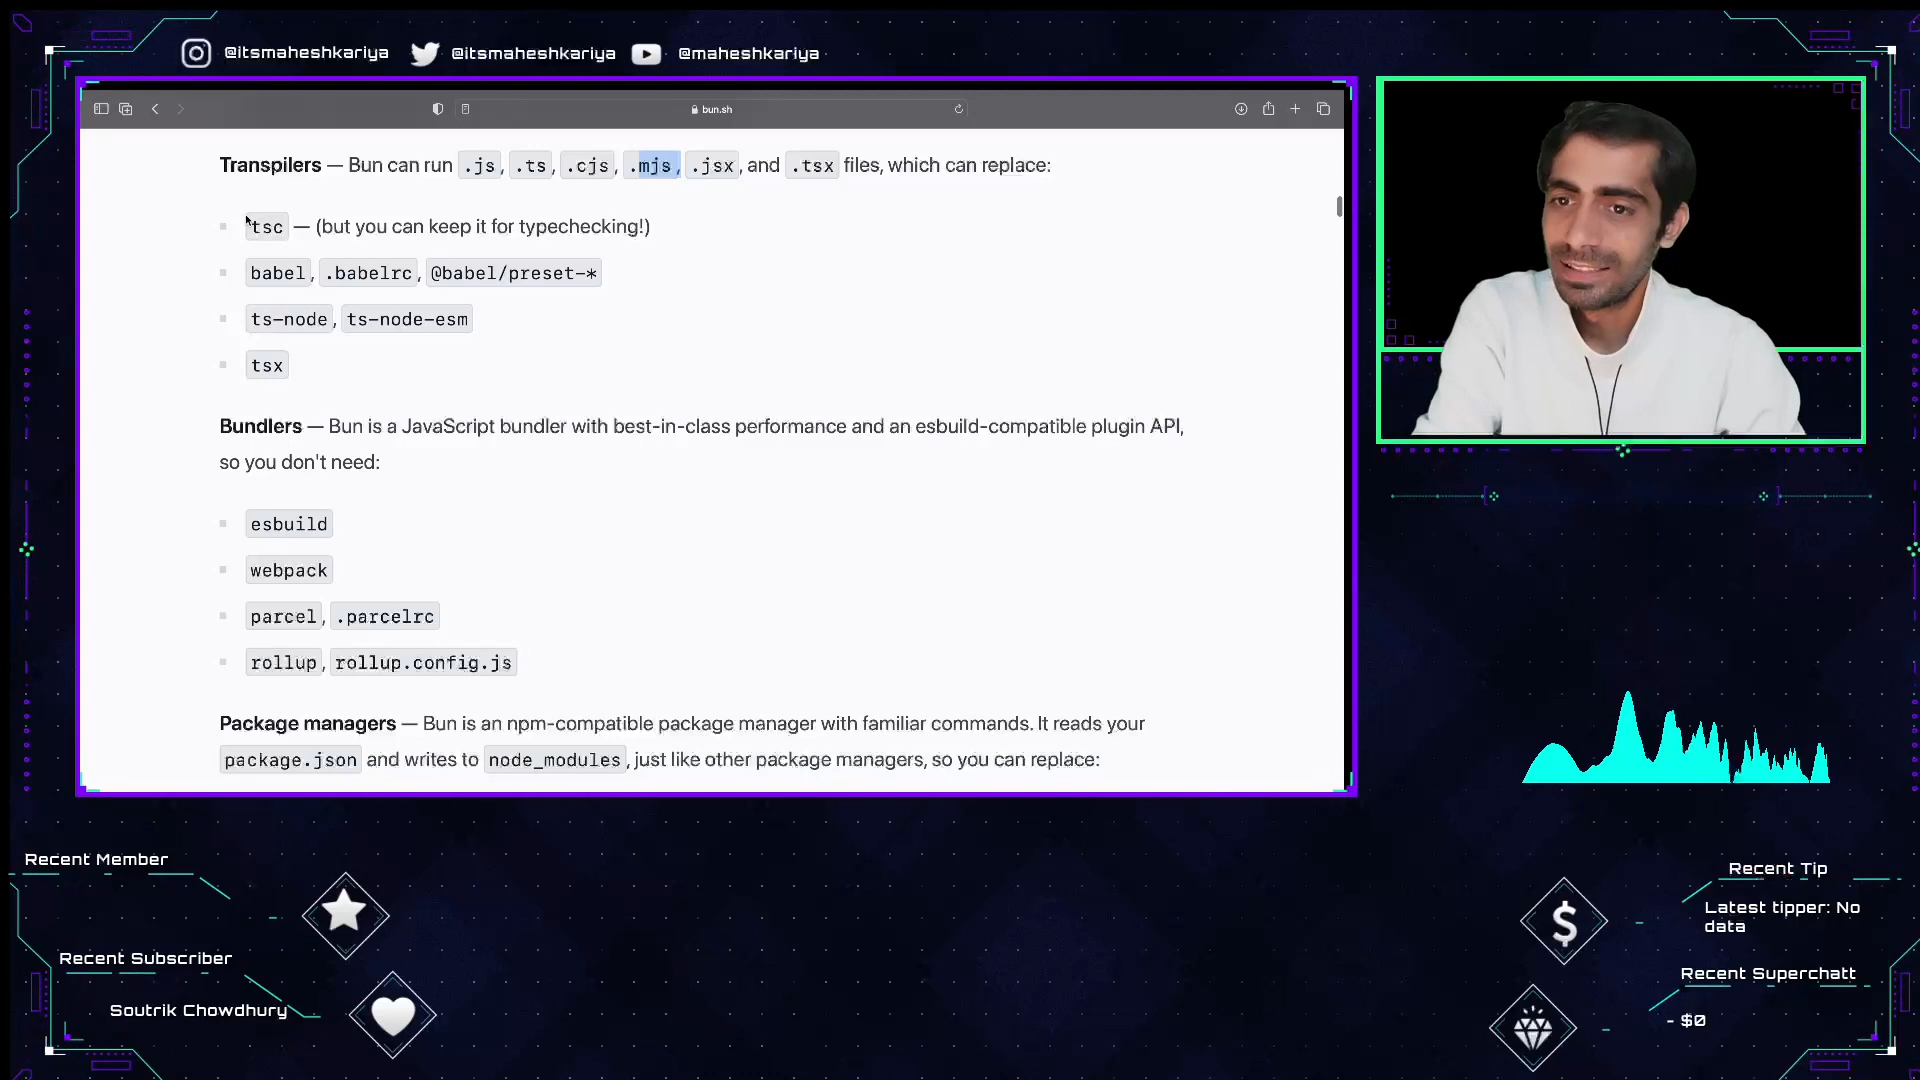 @itsmaheshkariya @itsmaheshkariya @maheshkariya
bun.sh
Transpilers — Bun can run .js, .ts, .cjs, .mjs, .jsx, and .tsx files, which can replace:
tsc — (but you can keep it for typechecking!)
babel, .babelrc, @babel/preset-*
ts-node, ts-node-esm
tsx
Bundlers — Bun is a JavaScript bundler with best-in-class performance and an esbuild-compatible plugin API,
so you don't need:
esbuild
webpack
parcel, .parcelrc
rollup, rollup.config.js
Package managers — Bun is an npm-compatible package manager with familiar commands. It reads your
package.json and writes to node_modules, just like other package managers, so you can replace:
Recent Member
Recent Subscriber
Soutrik Chowdhury
Recent Tip
Latest tipper: No
data
Recent Superchatt
- $0